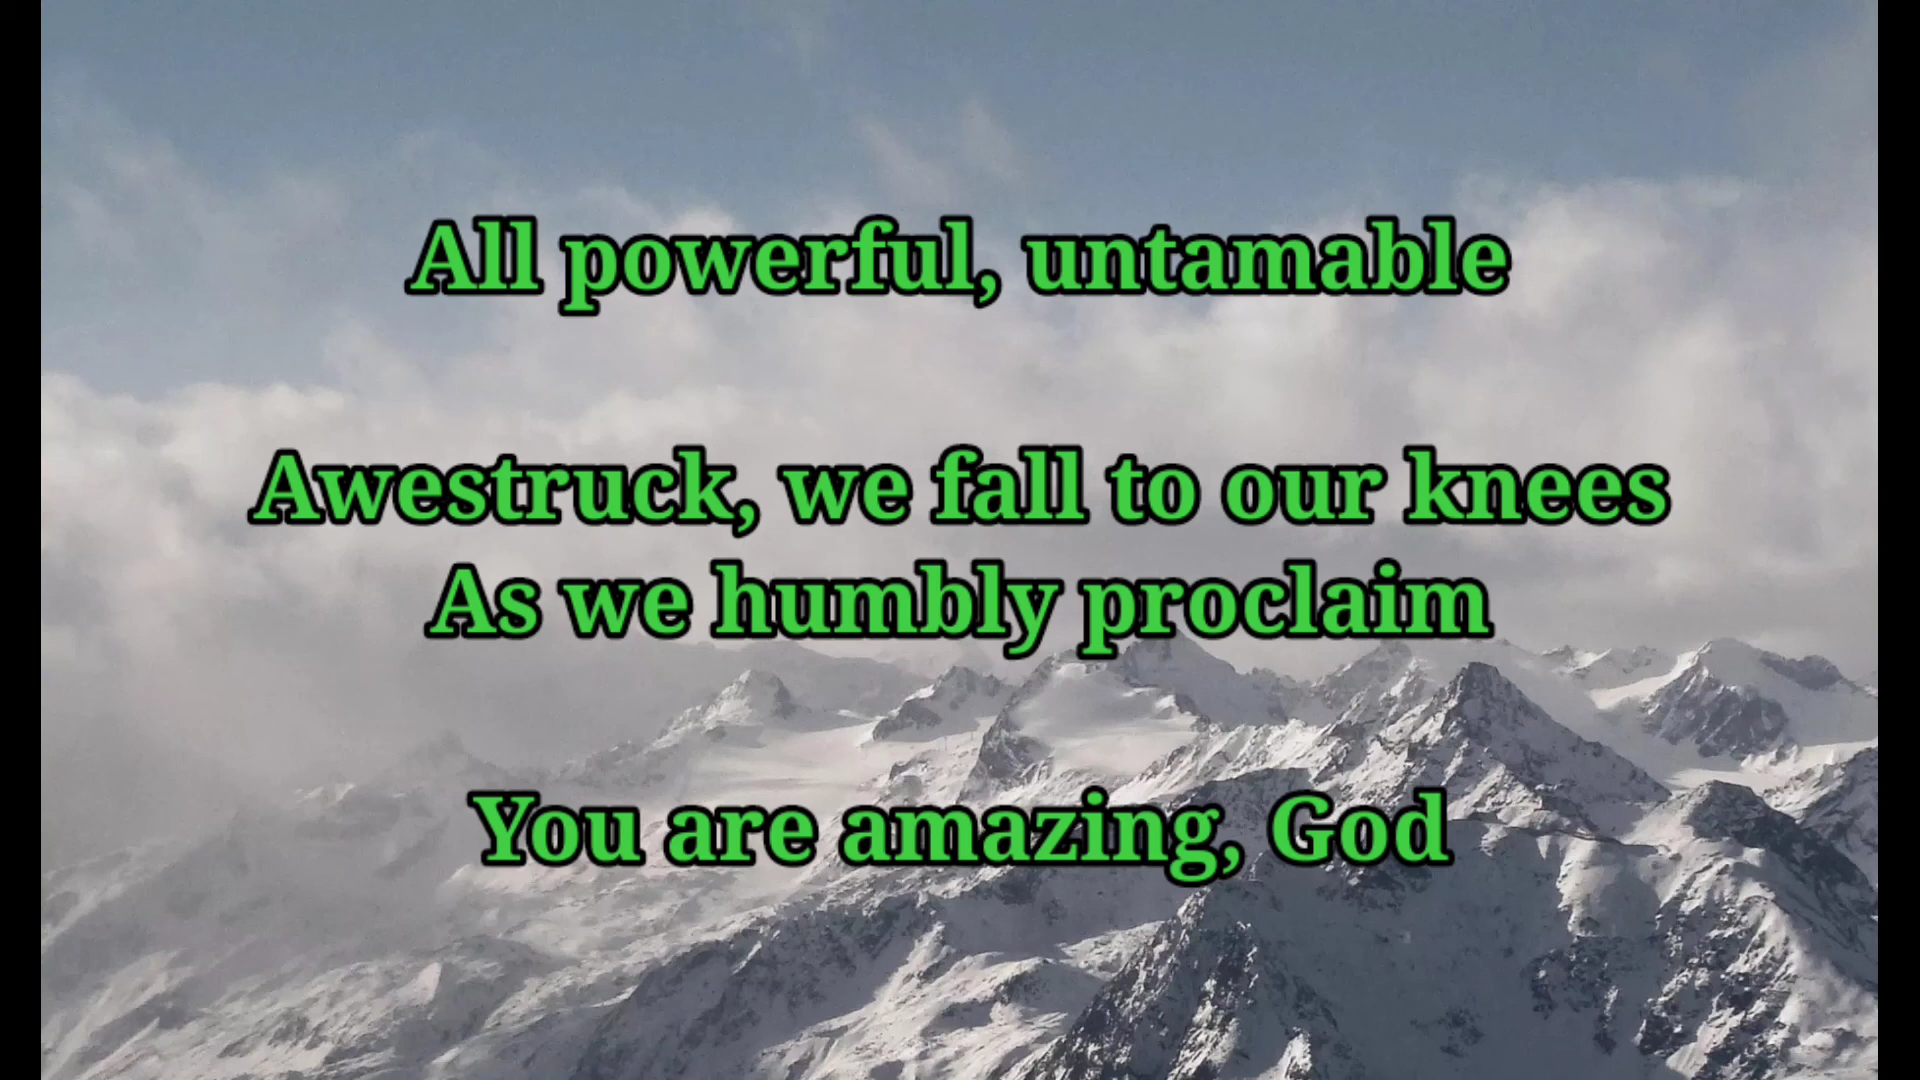 All powerful, untamable
Awestruck, we fall to our knees
As we humbly proclaim
You are amazing, God